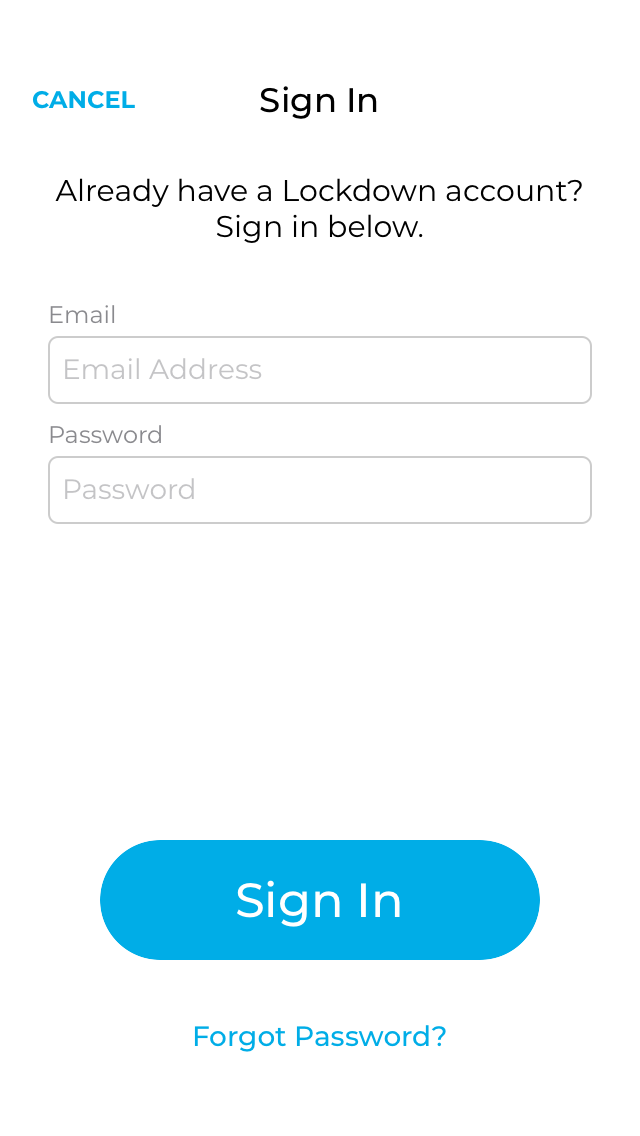 CANCEL
Sign In
Already have a Lockdown account?
Sign in below.
Email
Email Address
Password
Password
Sign In
Forgot Password?